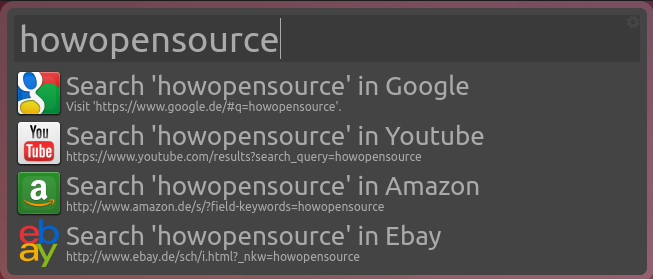 howopensource
Search 'howopensource' in Google
Visit 'https://www.google.de/#q=howopensource'.
You
Tube
Search 'howopensource' in Youtube
https://www.youtube.com/results?search_query=howopensource
a
Search 'howopensource' in Amazon
http://www.amazon.de/s/?field-keywords=howopensource
eb
ay
Search 'howopensource' in Ebay
http://www.ebay.de/sch/i.html?_nkw=howopensource